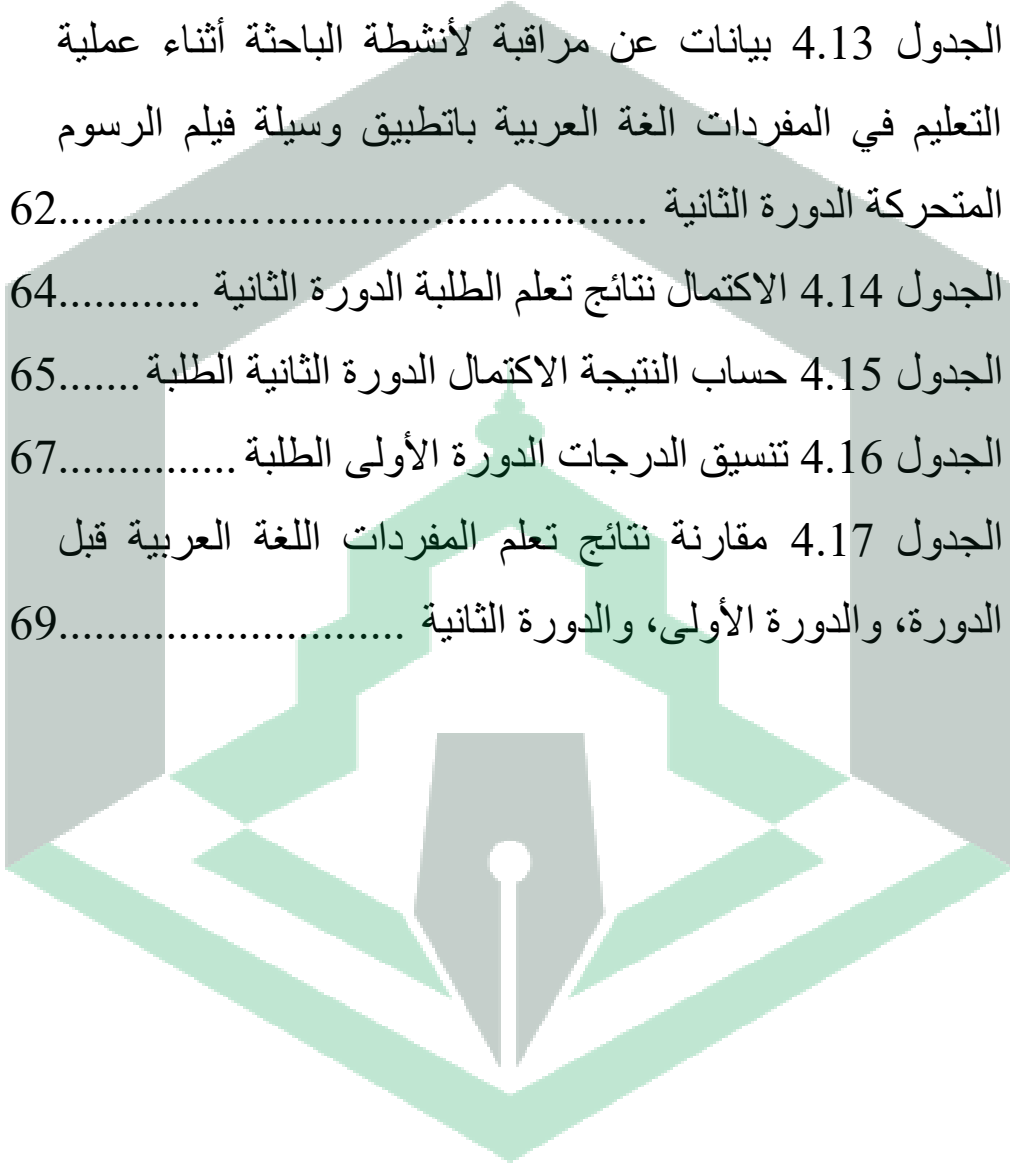 الجدول 4.13 بيانات عن مراقبة لأنشطة الباحثة أثناء عملية
التعليم في المفردات الغة العربية باتطبيق وسيلة فيلم الرسوم
المتحركة الدورة الثانية ................................................62
الجدول 4.14 الاكتمال نتائج تعلم الطلبة الدورة الثانية ............64
الجدول 4.15 حساب النتيجة الاكتمال الدورة الثانية الطلبة.......65
الجدول 4.16 تنسيق الدرجات الدورة الأولى الطلبة ...............67
الجدول 4.17 مقارنة نتائج تعلم المفردات اللغة العربية قبل
الدورة، والدورة الأولى، والدورة الثانية ............................69